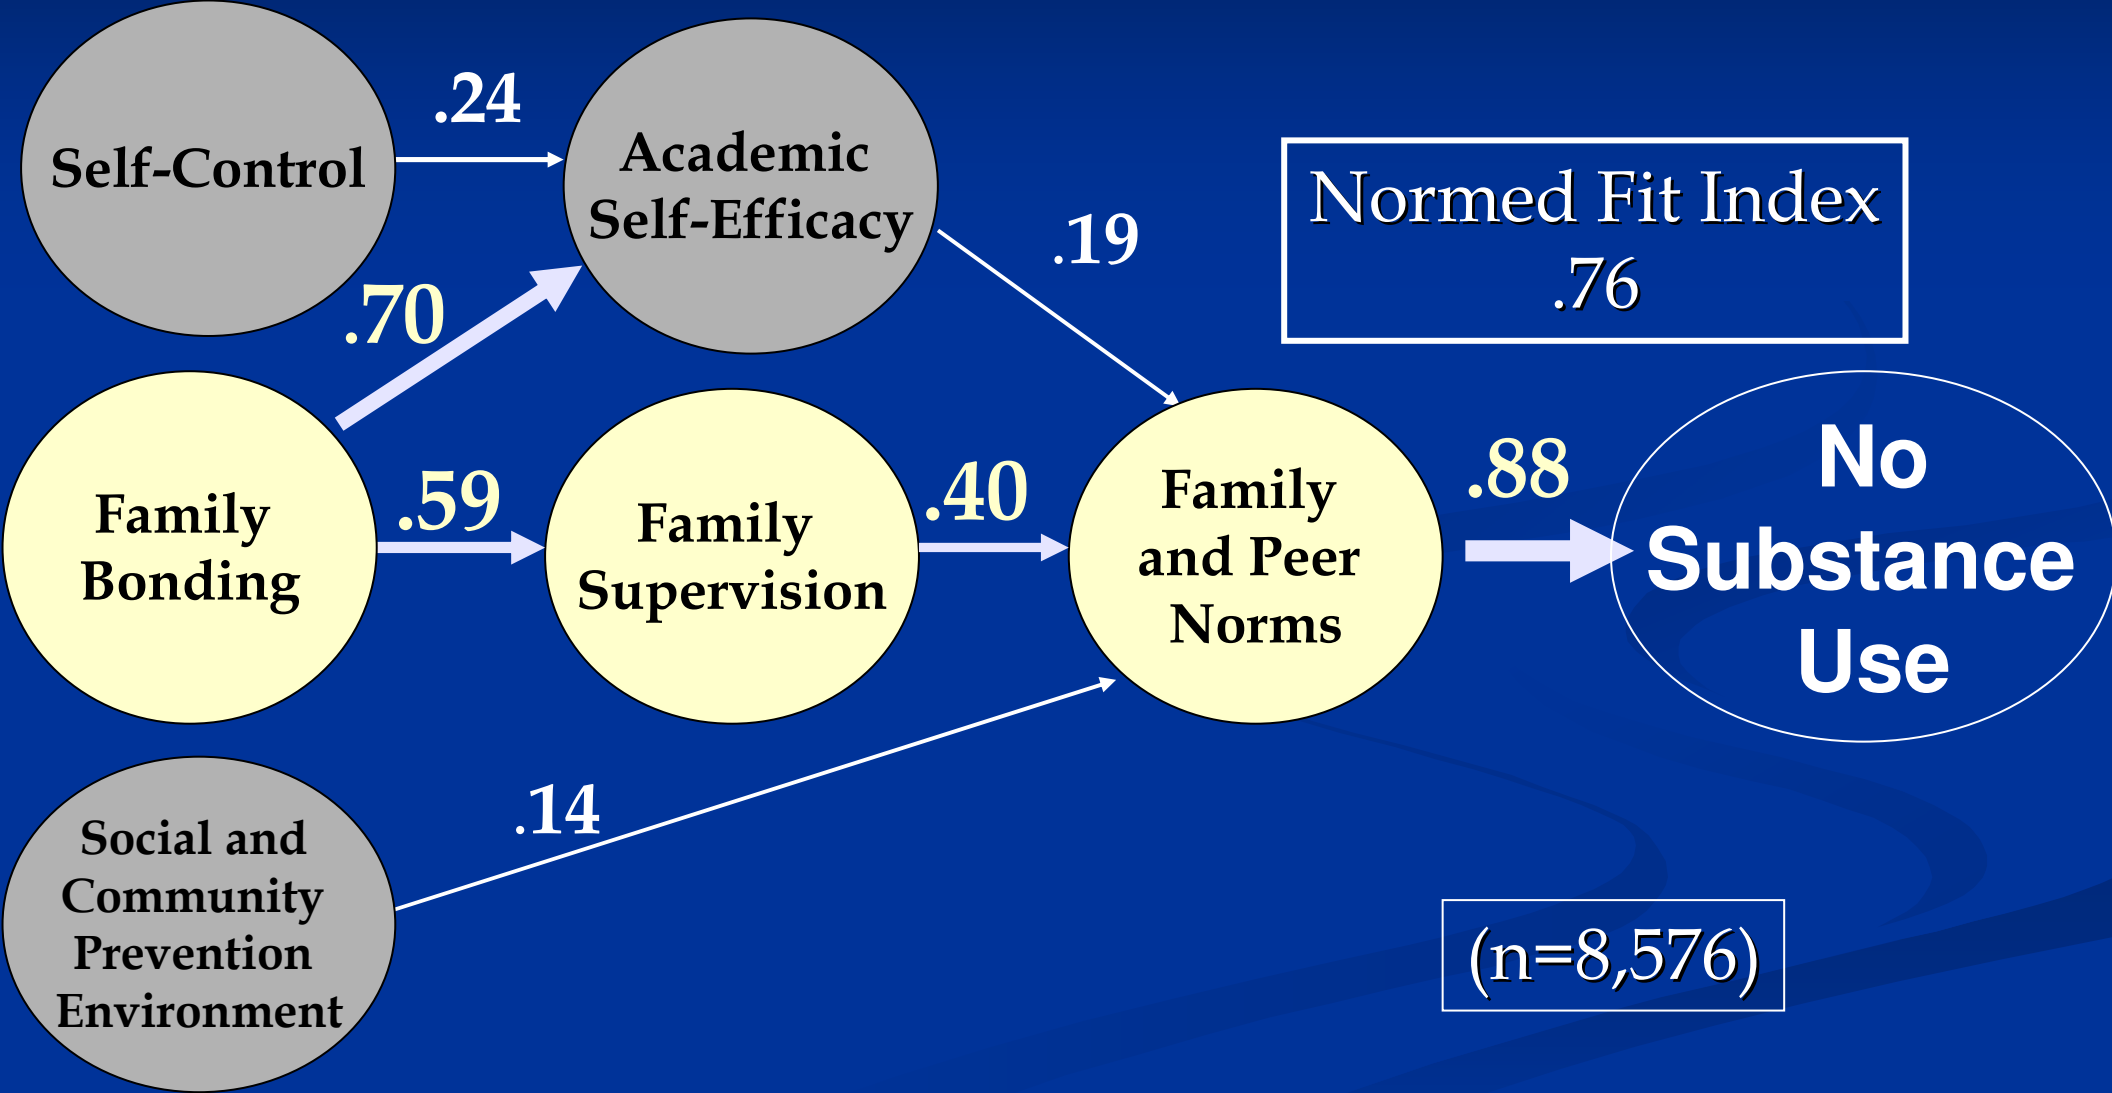 Self-Control
.24
Academic
Self-Efficacy
.70
.19
Normed Fit Index
.76
Family
Bonding
.59
Family
Supervision
.40
Family
and Peer
Norms
.88
No
Substance
Use
Social and
Community
Prevention
Environment
.14
(n=8,576)